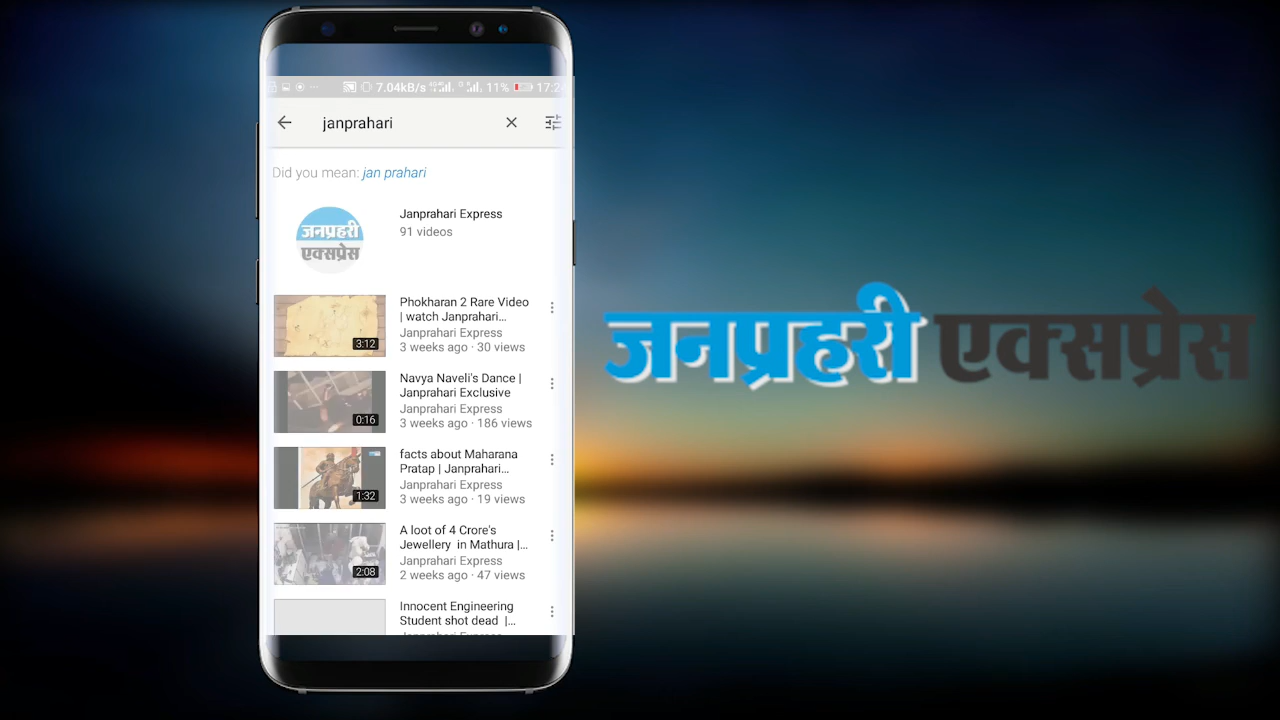 7.04kB/s 11% 17:2
janprahari
Did you mean: jan prahari
जनप्रहरी
एक्सप्रेस
Janprahari Express
91 videos
3:12
Phokharan 2 Rare Video
| watch Janprahari...
Janprahari Express
3 weeks ago · 30 views
0:16
Navya Naveli's Dance |
Janprahari Exclusive
Janprahari Express
3 weeks ago · 186 views
1:32
facts about Maharana
Pratap | Janprahari...
Janprahari Express
3 weeks ago · 19 views
2:08
A loot of 4 Crore's
Jewellery in Mathura |...
Janprahari Express
2 weeks ago · 47 views
Innocent Engineering
Student shot dead |...
जनप्रहरी एक्सप्रेस